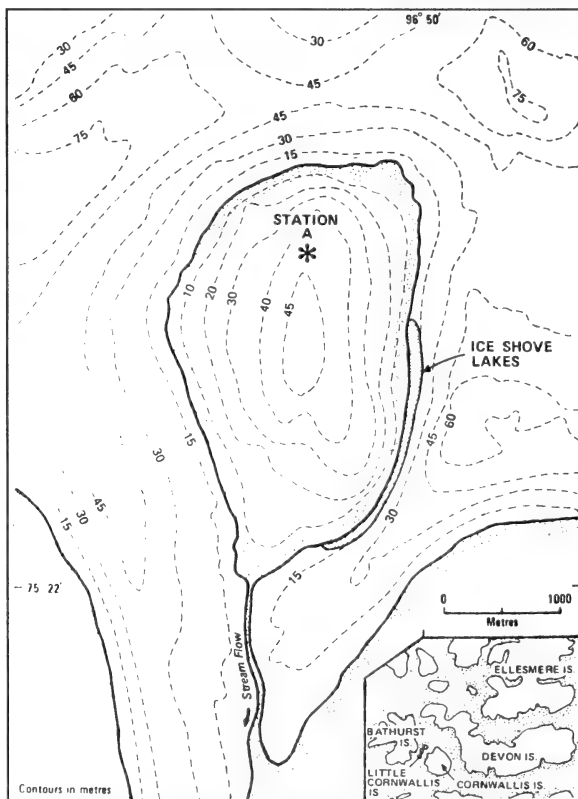 96° 50'
30
45
60
75
30
45
60
75
45
30
15
STATION
A
10
20
30
40
45
ICE SHOVE
LAKES
15
45
60
30
45
30
15
30
15
75 22'
0 1000
Metres
Stream Flow
ELLESMERE IS.
BATHURST
IS.
DEVON IS.
LITTLE
CORNWALLIS
IS
CORNWALLIS IS.
Contours in metres